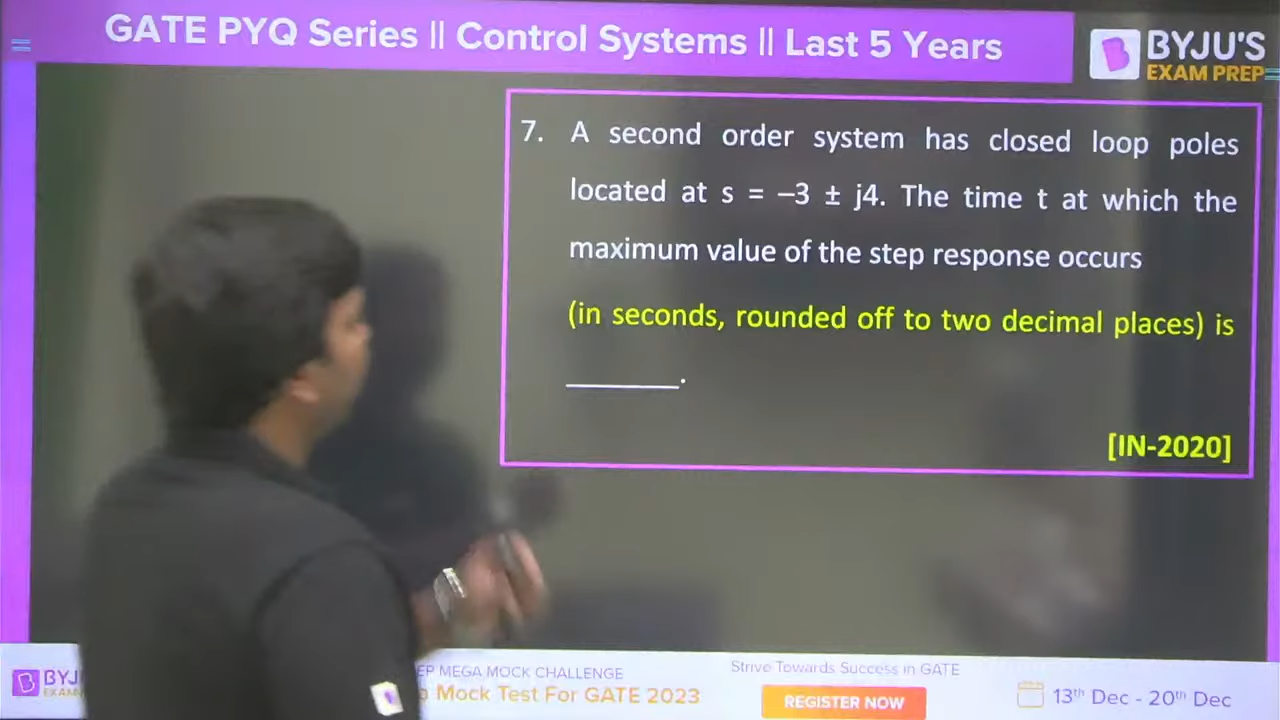 GATE PYQ Series || Control Systems || Last 5 Years
BYJU'S
EXAM PREP
7. A second order system has closed loop poles
located at s = –3 ± j4. The time t at which the
maximum value of the step response occurs
(in seconds, rounded off to two decimal places) is
________.
[IN-2020]
BYJ
EXAM
EP MEGA MOCK CHALLENGE
Mock Test For GATE 2023
Strive Towards Success in GATE
REGISTER NOW
13th Dec - 20th Dec